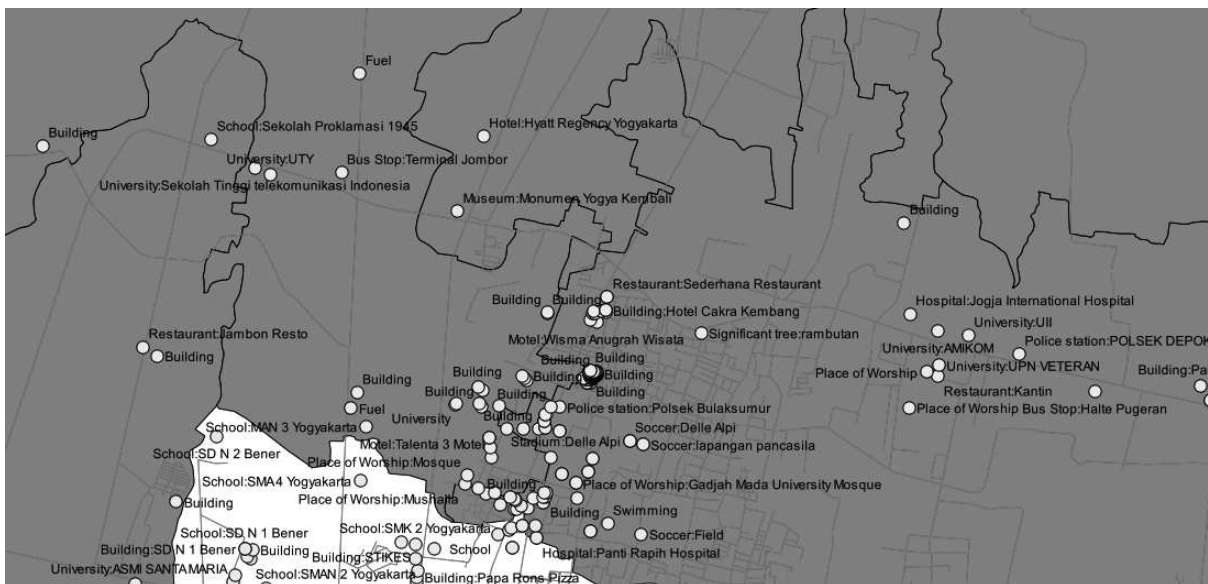 Fuel
School:Sekolah Proklamasi 1945
Hotel:Hyatt Regency Yogyakarta
Building
University:UTY
Bus Stop:Terminal Jombor
University:Sekolah Tinggi telekomunikasi Indonesia
Museum:Monumen Yogya Kembali
Building
Restaurant:Sederhana Restaurant
Building
Building
Hospital:Jogja International Hospital
Building:Hotel Cakra Kembang
Restaurant:Jambon Resto
Significant tree:rambutan
University:UII
Motel:Wisma Anugrah Wisata
University:AMIKOM
Police station:POLSEK DEPOK
Building
Building
Building
Building
Building
Building
Place of Worship
University:UPN VETERAN
Building:Pa
Building
Building
Building
Building
Restaurant:Kantin
Fuel
University
Building
Police station:Polsek Bulaksumur
Place of Worship
Bus Stop:Halte Pugeran
School:MAN 3 Yogyakarta
Soccer:Delle Alpi
Motel:Talenta 3 Motel
Stadium:Delle Alpi
Soccer:lapangan pancasila
School:SD N 2 Bener
Place of Worship:Mosque
School:SMA4 Yogyakarta
Building
Place of Worship:Gadjah Mada University Mosque
Building
Place of Worship:Mushalla
Building
Swimming
School:SD N 1 Bener
School:SMK 2 Yogyakarta
Soccer:Field
Building:SD N 1 Bener
Building
Building:STIKES
School
Hospital:Panti Rapih Hospital
University:ASMI SANTA MARIA
School:SMAN 2 Yogyakarta
Building:Papa Rons Pizza